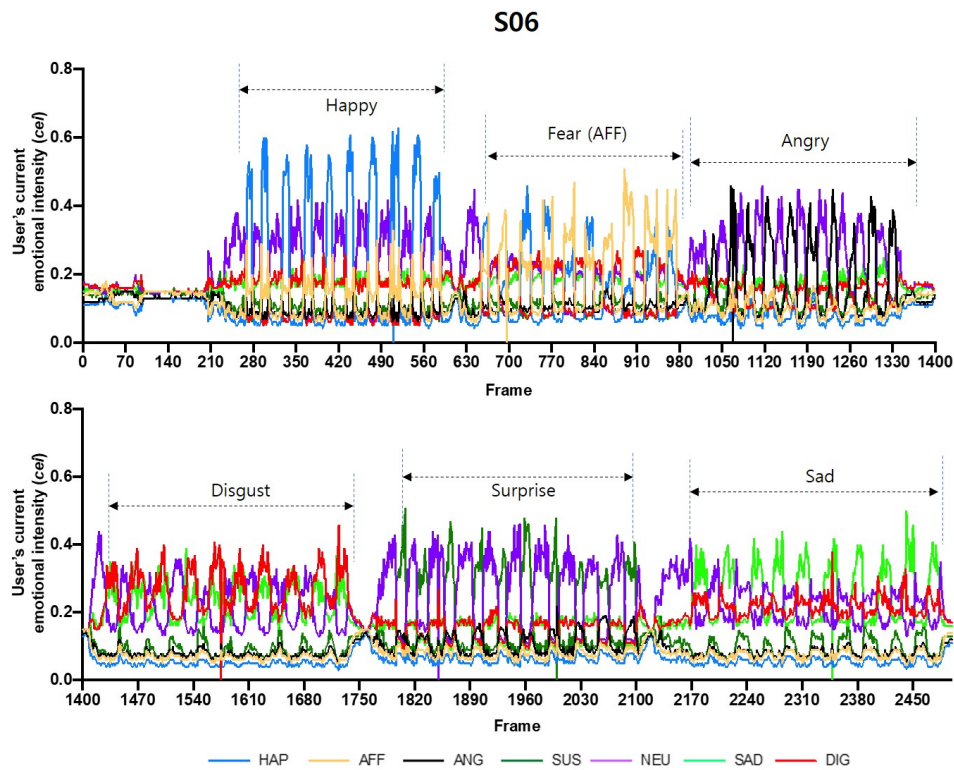 S06
User's current
emotional intensity (cel)
0.8
0.6
0.4
0.2
0.0
Happy
Fear (AFF)
Angry
0 70 140 210 280 350 420 490 560 630 700 770 840 910 980 1050 1120 1190 1260 1330 1400
Frame
User's current
emotional intensity (cel)
0.8
0.6
0.4
0.2
0.0
Disgust
Surprise
Sad
1400 1470 1540 1610 1680 1750 1820 1890 1960 2030 2100 2170 2240 2310 2380 2450
Frame
HAP AFF ANG SUS NEU SAD DIG